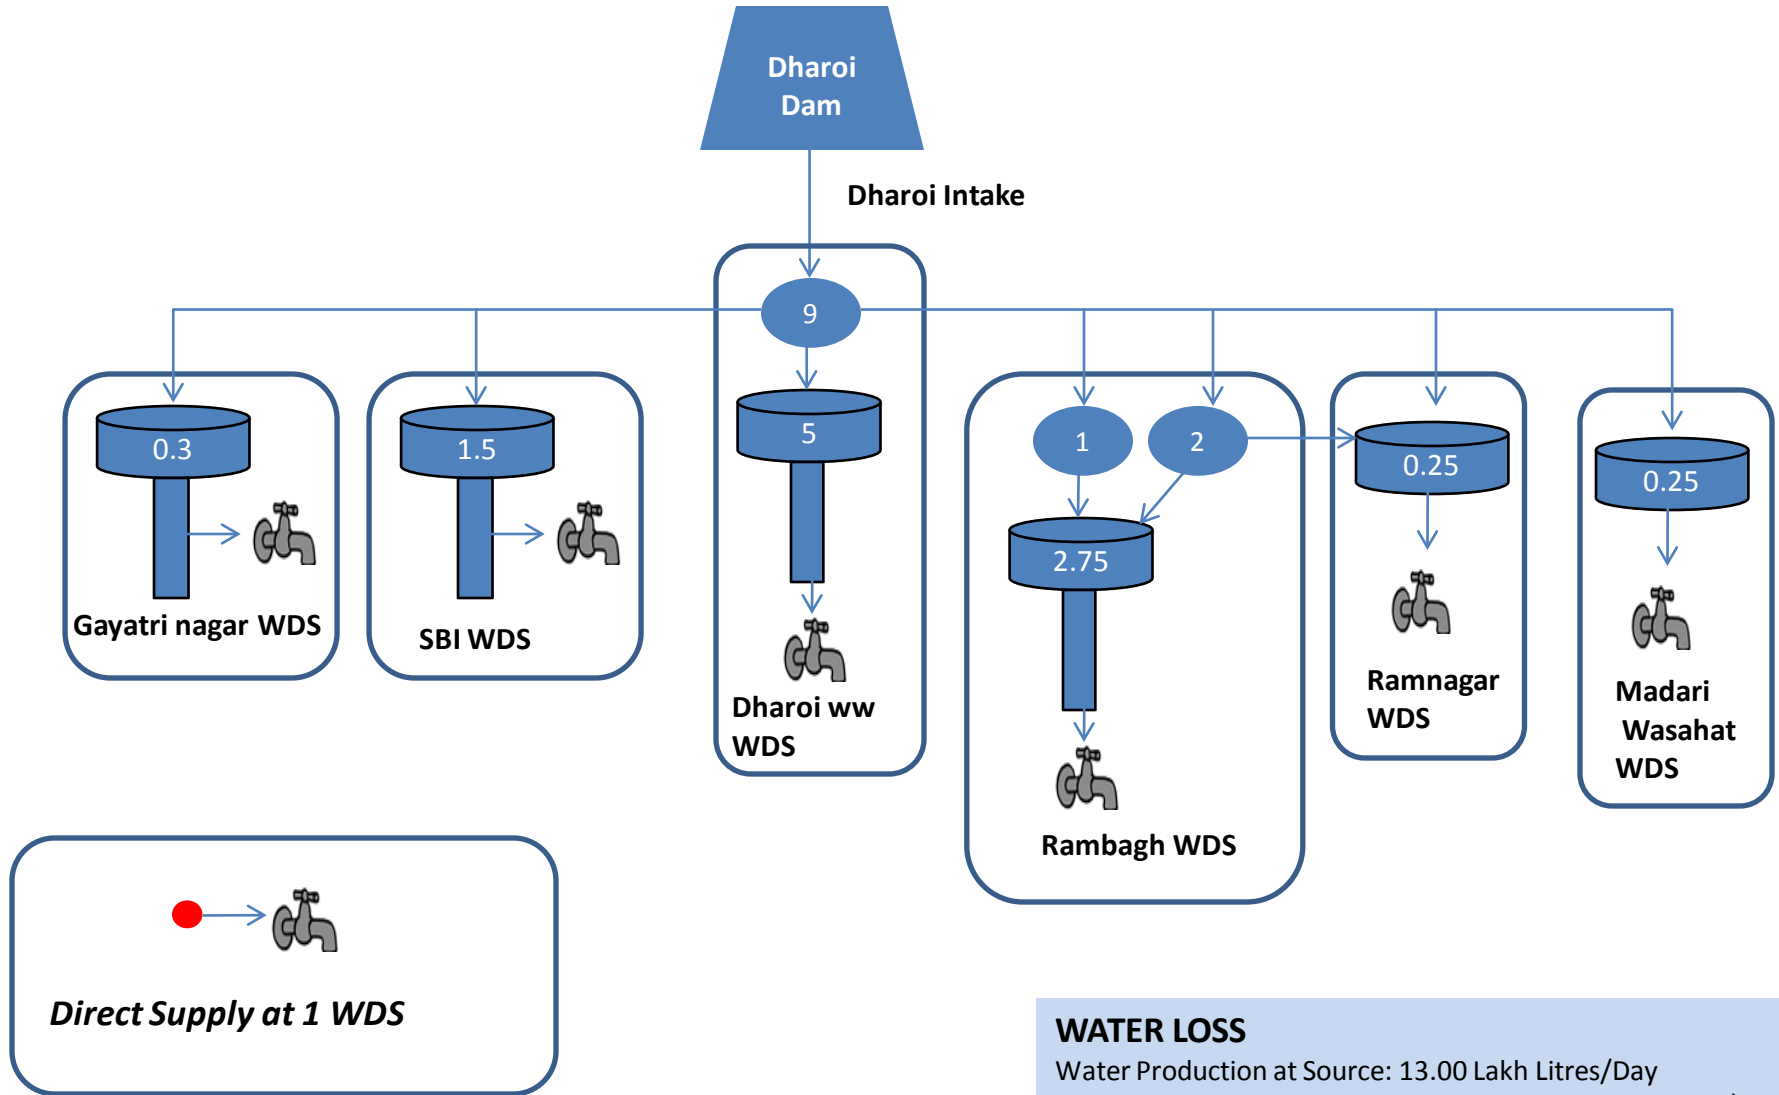 Dharoi
Dam
Dharoi Intake
9
0.3
1.5
5
1
2
0.25
0.25
2.75
Gayatri nagar WDS
SBI WDS
Dharoi ww
WDS
Ramnagar
WDS
Madari
Wasahat
WDS
Rambagh WDS
Direct Supply at 1 WDS
WATER LOSS
Water Production at Source: 13.00 Lakh Litres/Day